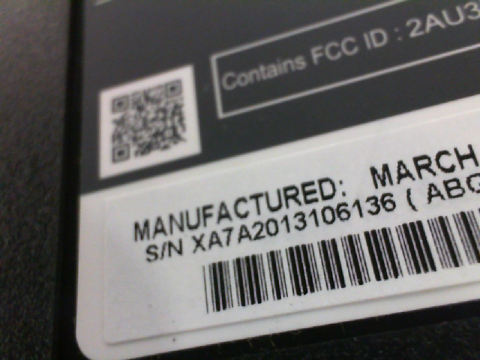 Contains FCC ID : 2AU3
MANUFACTURED: MARCH
S/N XA7A2013106136 ( ABG